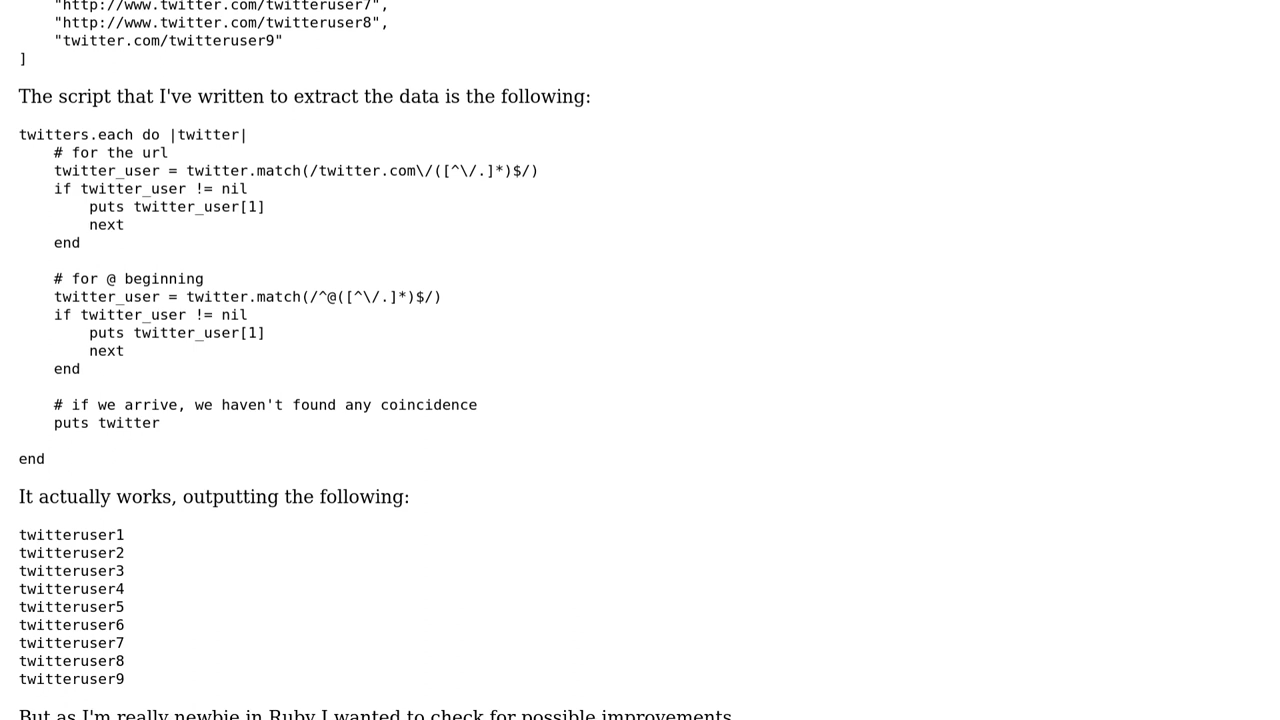 "http://www.twitter.com/twitteruser7",
    "http://www.twitter.com/twitteruser8",
    "twitter.com/twitteruser9"
]
The script that I've written to extract the data is the following:
twitters.each do |twitter|
    # for the url
    twitter_user = twitter.match(/twitter.com\/([^\/.]*)$/)
    if twitter_user != nil
        puts twitter_user[1]
        next
    end
    # for @ beginning
    twitter_user = twitter.match(/^@([^\/.]*)$/)
    if twitter_user != nil
        puts twitter_user[1]
        next
    end
    # if we arrive, we haven't found any coincidence
    puts twitter
end
It actually works, outputting the following:
twitteruser1
twitteruser2
twitteruser3
twitteruser4
twitteruser5
twitteruser6
twitteruser7
twitteruser8
twitteruser9
But as I'm really newbie in Ruby I wanted to check for possible improvements